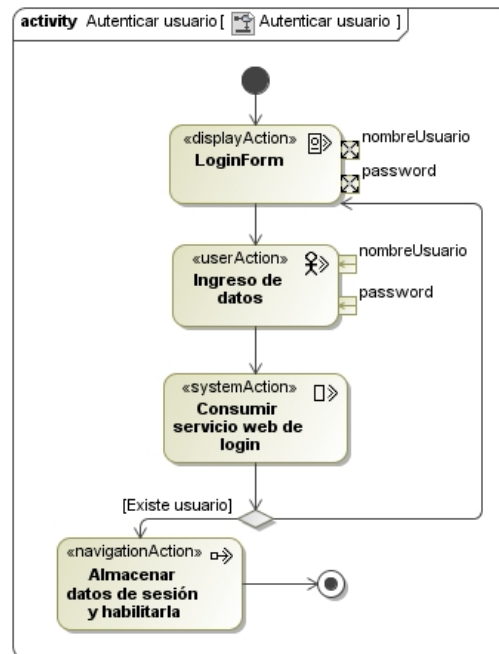 activity Autenticar usuario[ Autenticar usuario ]
«displayAction»
LoginForm
nombreUsuario
password
«userAction»
Ingreso de
datos
nombreUsuario
password
«systemAction»
Consumir
servicio web de
login
[Existe usuario]
«navigationAction»
Almacenar
datos de sesión
y habilitarla